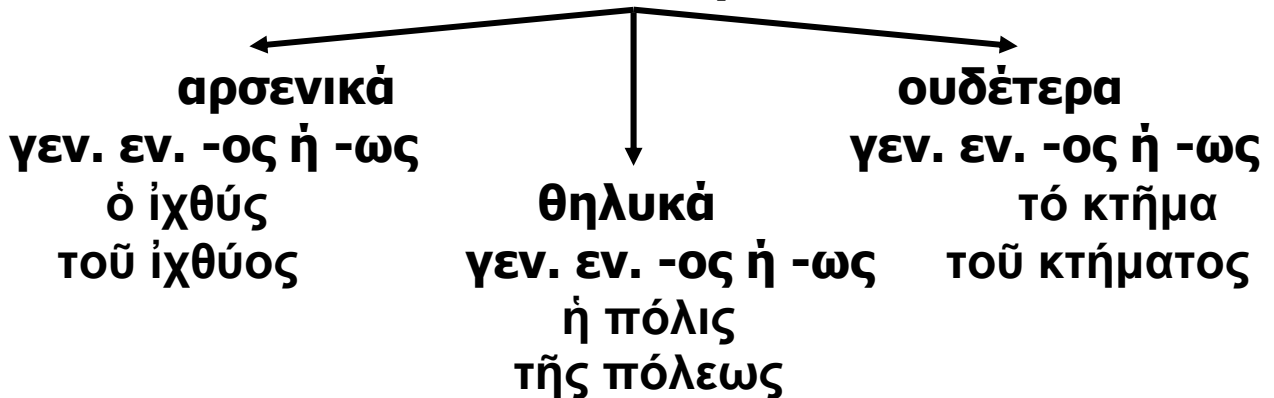 αρσενικά
γεν. εν. -ος ή -ως
ὁ ἰχθύς
τοῦ ἰχθύος
θηλυκά
γεν. εν. -ος ή -ως
ἡ πόλις
τῆς πόλεως
ουδέτερα
γεν. εν. -ος ή -ως
τό κτῆμα
τοῦ κτήματος